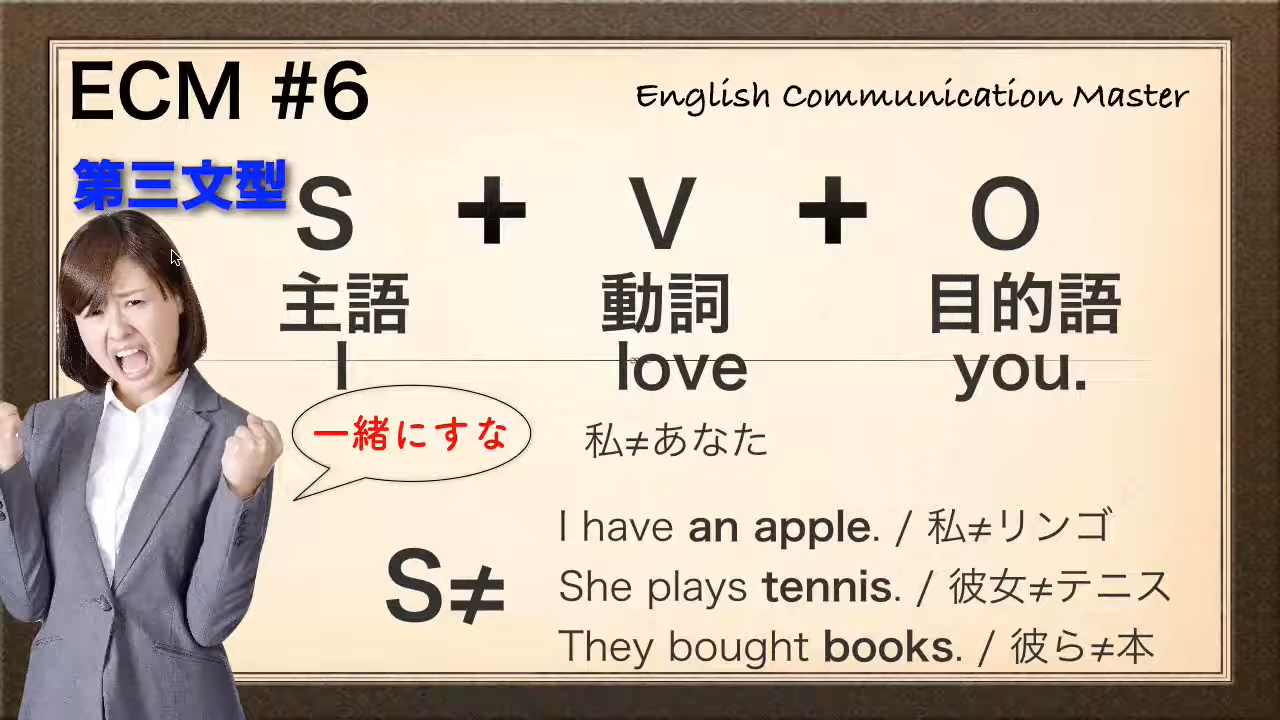 ECM #6
English Communication Master
第三文型
S + V + O
主語 動詞 目的語
I love you.
一緒にすな
私≠あなた
I have an apple. / 私≠リンゴ
S≠
She plays tennis. / 彼女≠テニス
They bought books. / 彼ら≠本